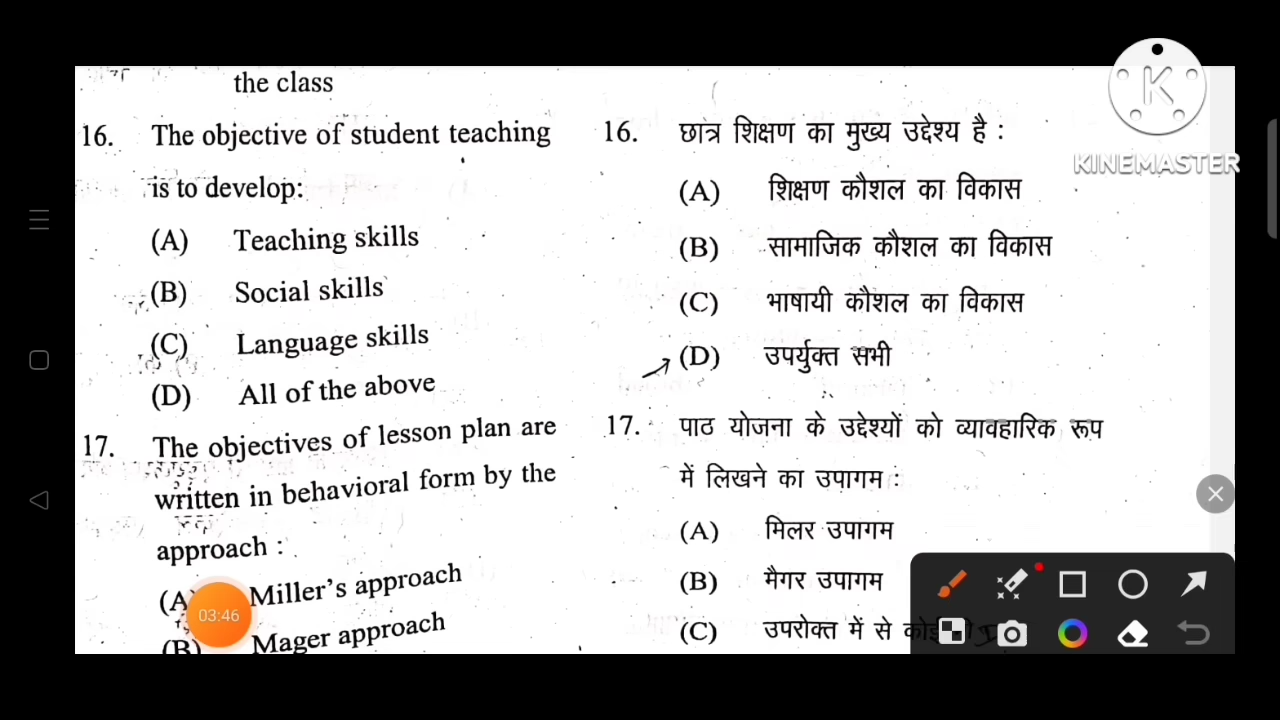 the class
16. The objective of student teaching
is to develop:
(A) Teaching skills
(B) Social skills
(C) Language skills
(D) All of the above
17. The objectives of lesson plan are
written in behavioral form by the
approach :
(A) Miller's approach
(B) Mager approach
16. छात्र शिक्षण का मुख्य उद्देश्य है :
(A) शिक्षण कौशल का विकास
(B) सामाजिक कौशल का विकास
(C) भाषायी कौशल का विकास
(D) उपर्युक्त सभी
17. पाठ योजना के उद्देश्यों को व्यावहारिक रूप
में लिखने का उपागम :
(A) मिलर उपागम
(B) मैगर उपागम
(C) उपरोक्त में से
K
KINEMASTER
03:46